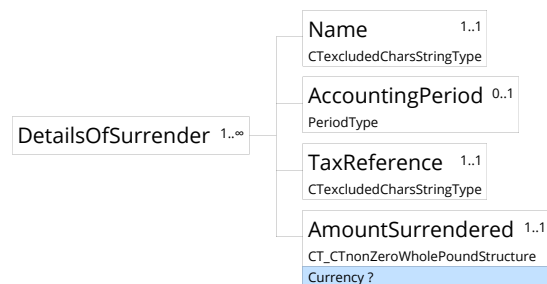 Name 1..1
CTexcludedCharsStringType
AccountingPeriod 0..1
PeriodType
DetailsOfSurrender 1..∞
TaxReference 1..1
CTexcludedCharsStringType
AmountSurrendered 1..1
CT_CTnonZeroWholePoundStructure
Currency ?